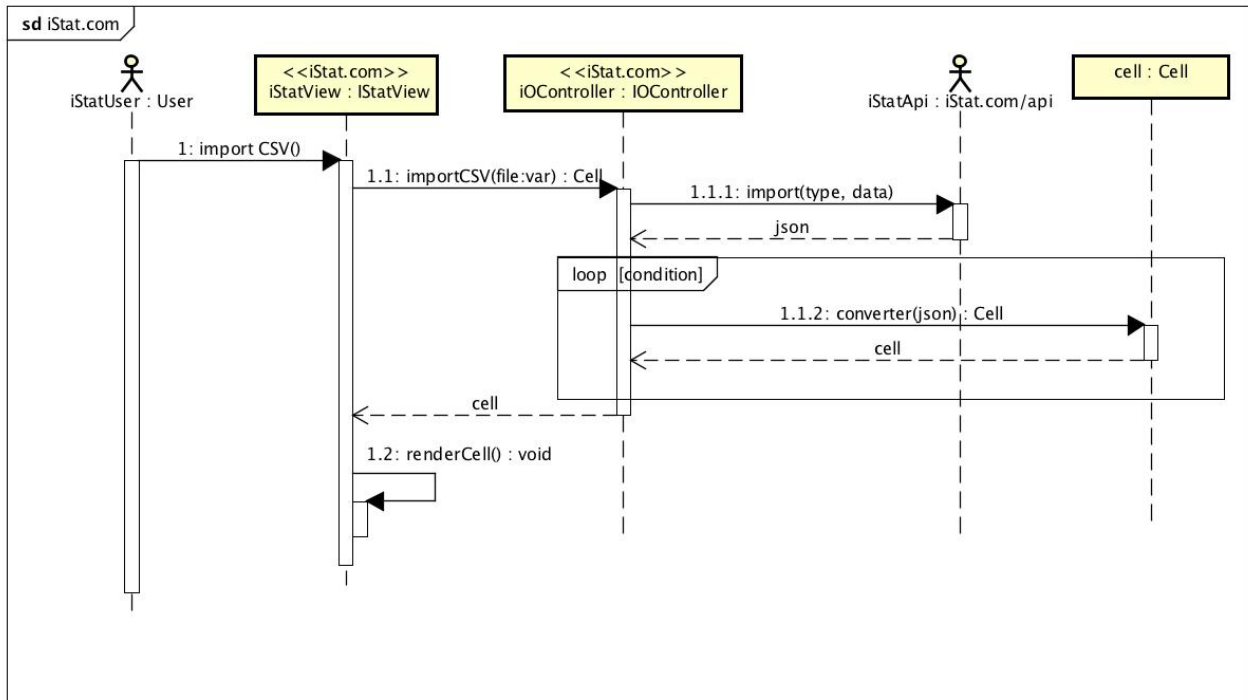 sd iStat.com
iStatUser : User
<<iStat.com>>
iStatView : IStatView
<<iStat.com>>
iOController : IOController
iStatApi : iStat.com/api
cell : Cell
1: import CSV()
1.1: importCSV(file:var) : Cell
1.1.1: import(type, data)
json
loop [condition]
1.1.2: converter(json) : Cell
cell
cell
1.2: renderCell() : void